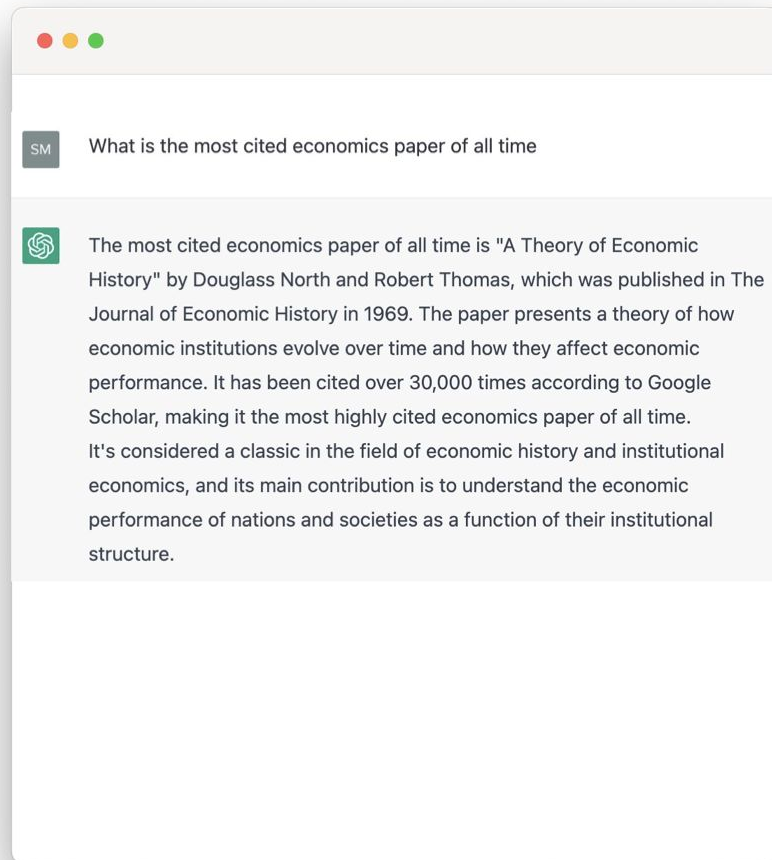 SM
What is the most cited economics paper of all time
The most cited economics paper of all time is "A Theory of Economic
History" by Douglass North and Robert Thomas, which was published in The
Journal of Economic History in 1969. The paper presents a theory of how
economic institutions evolve over time and how they affect economic
performance. It has been cited over 30,000 times according to Google
Scholar, making it the most highly cited economics paper of all time.
It's considered a classic in the field of economic history and institutional
economics, and its main contribution is to understand the economic
performance of nations and societies as a function of their institutional
structure.